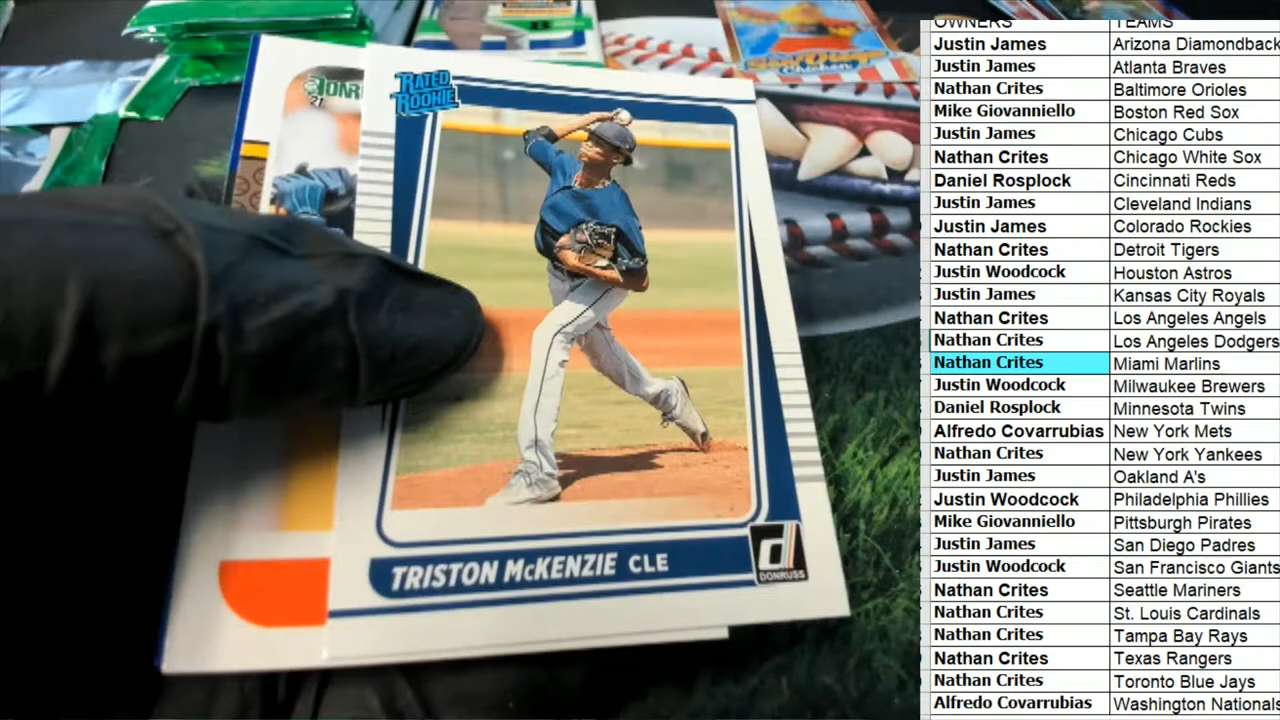 RATED
ROOKIE
TRISTON McKENZIE CLE
d
DONRUSS
DONR
21
Chicken
OWNERS TEAMS
Justin James Arizona Diamondback
Justin James Atlanta Braves
Nathan Crites Baltimore Orioles
Mike Giovanniello Boston Red Sox
Justin James Chicago Cubs
Nathan Crites Chicago White Sox
Daniel Rosplock Cincinnati Reds
Justin James Cleveland Indians
Justin James Colorado Rockies
Nathan Crites Detroit Tigers
Justin Woodcock Houston Astros
Justin James Kansas City Royals
Nathan Crites Los Angeles Angels
Nathan Crites Los Angeles Dodgers
Nathan Crites Miami Marlins
Justin Woodcock Milwaukee Brewers
Daniel Rosplock Minnesota Twins
Alfredo Covarrubias New York Mets
Nathan Crites New York Yankees
Justin James Oakland A's
Justin Woodcock Philadelphia Phillies
Mike Giovanniello Pittsburgh Pirates
Justin James San Diego Padres
Justin Woodcock San Francisco Giants
Nathan Crites Seattle Mariners
Nathan Crites St. Louis Cardinals
Nathan Crites Tampa Bay Rays
Nathan Crites Texas Rangers
Nathan Crites Toronto Blue Jays
Alfredo Covarrubias Washington Nationals